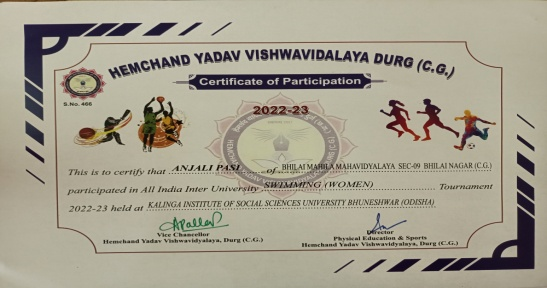 HEMCHAND YADAV VISHWAVIDALAYA DURG (C.G.)
Certificate of Participation
S.No. 466
2022-23
This is to certify that ANJALI PASI of BHILAI MAHILA MAHAVIDYALAYA SEC-09 BHILAI NAGAR (C.G.)
participated in All India Inter University SWIMMING (WOMEN) Tournament
2022-23 held at KALINGA INSTITUTE OF SOCIAL SCIENCES UNIVERSITY BHUNESHWAR (ODISHA)
Vice Chancellor
Hemchand Yadav Vishwavidyalaya, Durg (C.G.)
Director
Physical Education & Sports
Hemchand Yadav Vishwavidyalaya, Durg (C.G.)